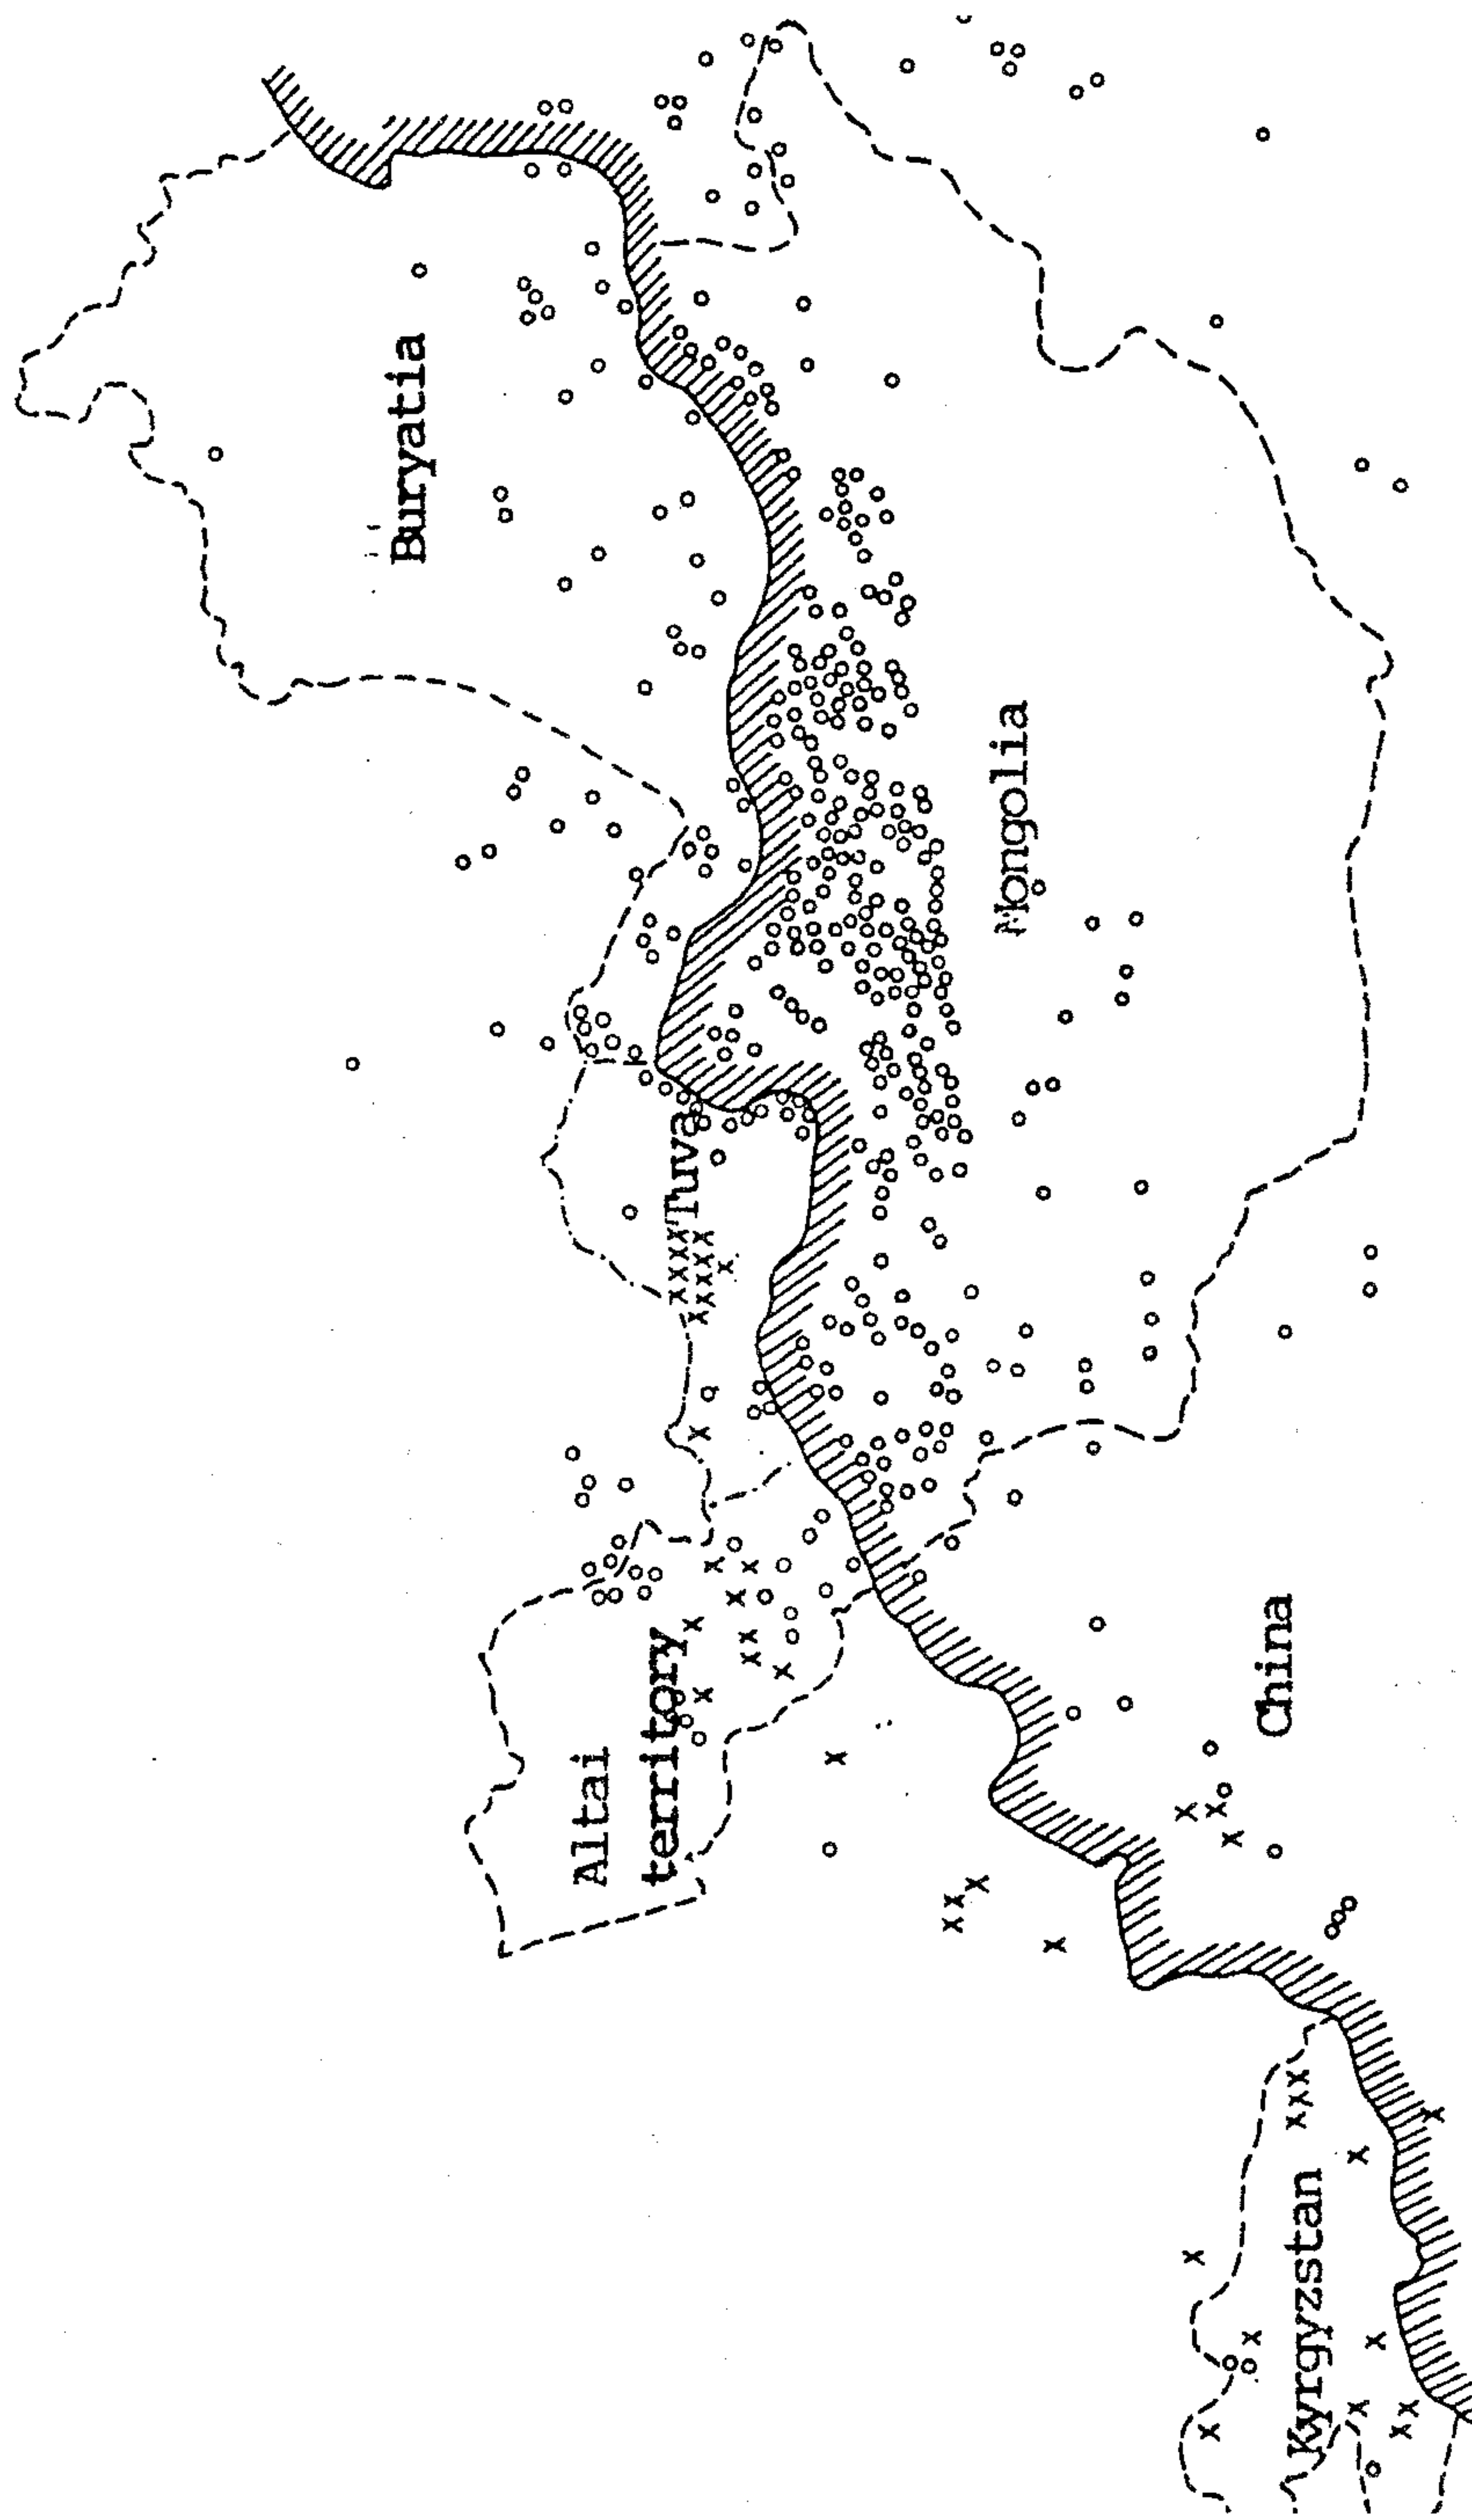 Buryatia
Mongolia
Tuva
Altai
territory
China
Kyrgyzstan